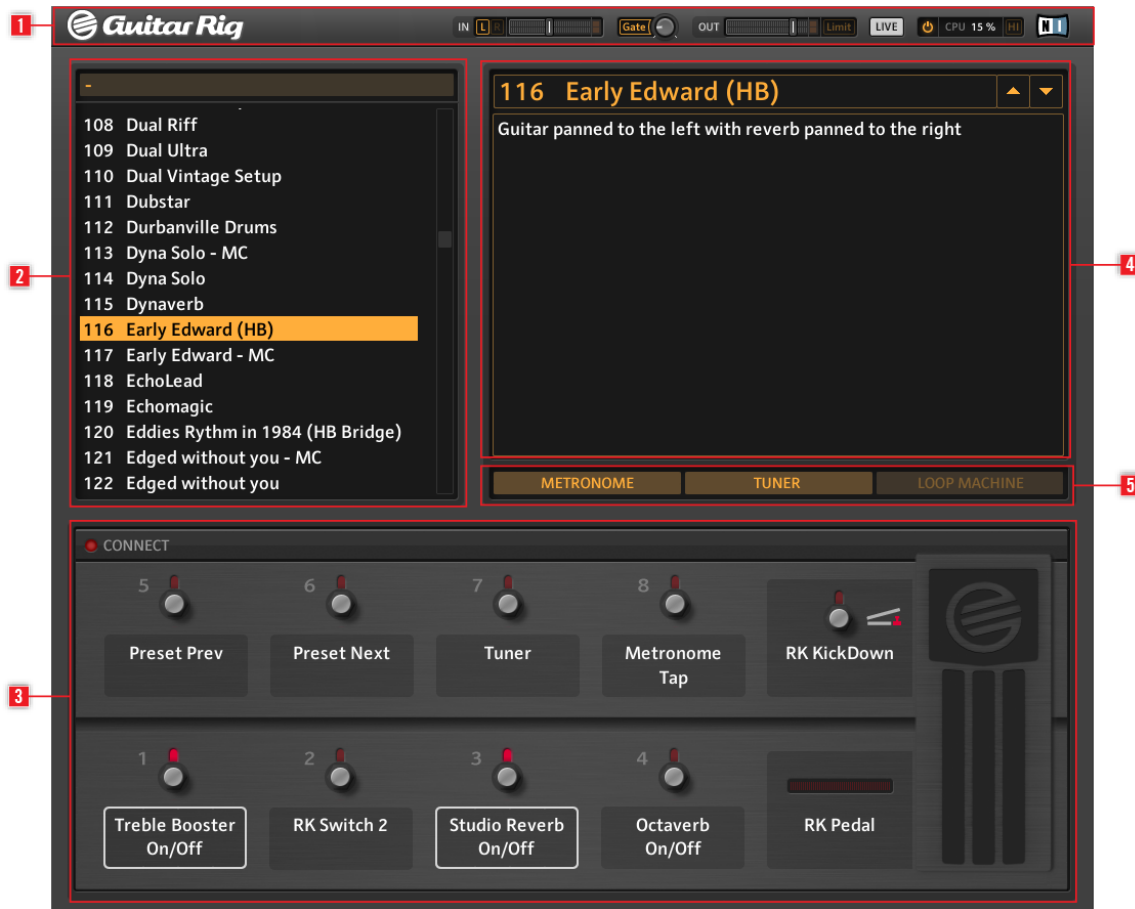 1
Guitar Rig
IN L R Gate OUT Limit LIVE CPU 15 % HI NI
2
-
108 Dual Riff
109 Dual Ultra
110 Dual Vintage Setup
111 Dubstar
112 Durbanville Drums
113 Dyna Solo - MC
114 Dyna Solo
115 Dynaverb
116 Early Edward (HB)
117 Early Edward - MC
118 EchoLead
119 Echomagic
120 Eddies Rythm in 1984 (HB Bridge)
121 Edged without you - MC
122 Edged without you
116 Early Edward (HB)
Guitar panned to the left with reverb panned to the right
4
METRONOME TUNER LOOP MACHINE
5
3
CONNECT
5 6 7 8
Preset Prev
Preset Next
Tuner
Metronome
Tap
RK KickDown
1 2 3 4
Treble Booster
On/Off
RK Switch 2
Studio Reverb
On/Off
Octaverb
On/Off
RK Pedal